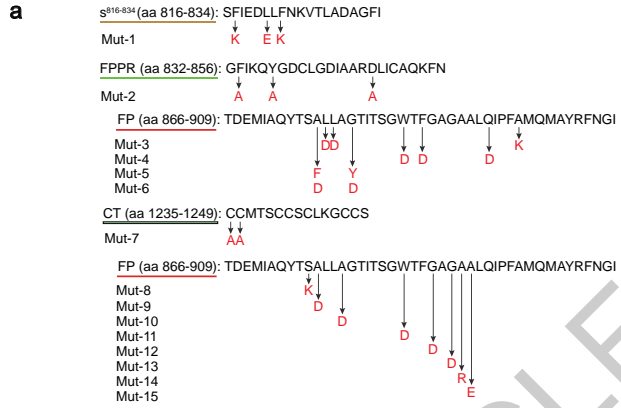 a
s816-834 (aa 816-834): SFIEDLLFNKVTLADAGFI
Mut-1 K E K
FPPR (aa 832-856): GFIKQYGDCLGDIAARDLICAQKFN
Mut-2 A A A
FP (aa 866-909): TDEMIAQYTSALLAGTITSGWTFGAGAALQIPFAMQMAYRFNGI
Mut-3 DD K
Mut-4 D D D
Mut-5 F Y
Mut-6 D D
CT (aa 1235-1249): CCMTSCCSCLKGCCS
Mut-7 AA
FP (aa 866-909): TDEMIAQYTSALLAGTITSGWTFGAGAALQIPFAMQMAYRFNGI
Mut-8 K
Mut-9 D
Mut-10 D
Mut-11 D
Mut-12 D
Mut-13 D
Mut-14 R
Mut-15 E
CLE